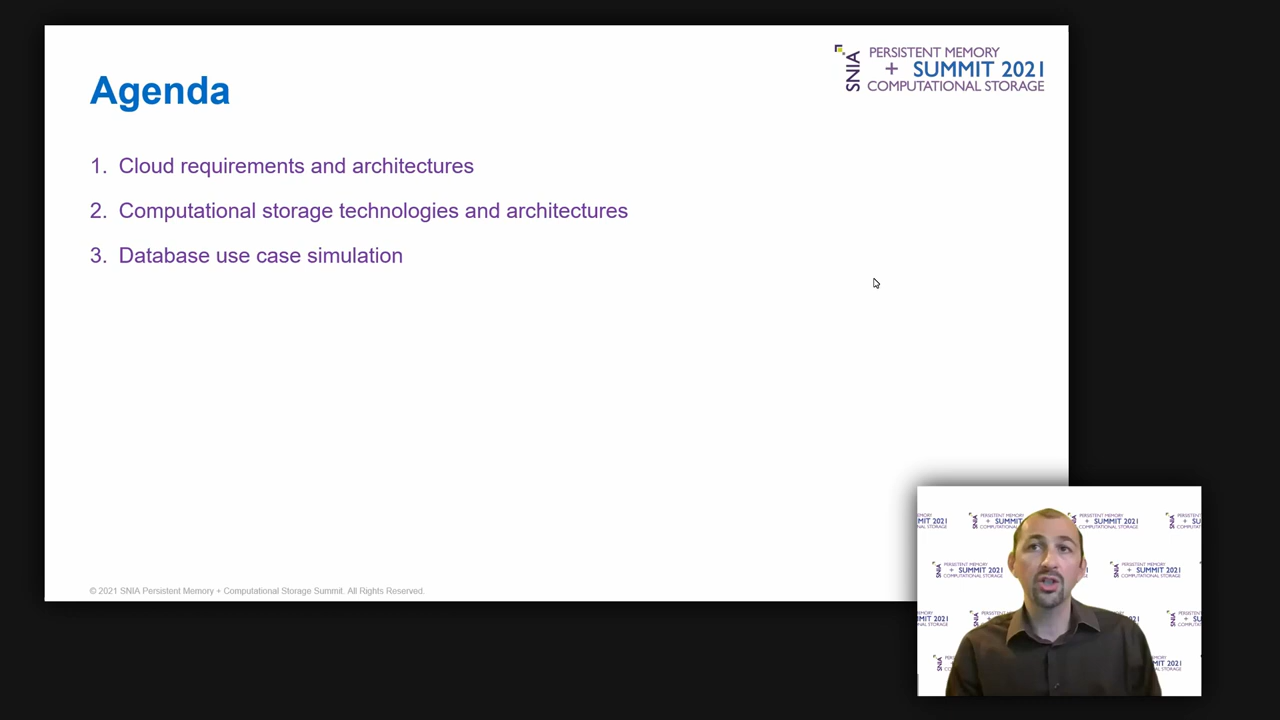 Agenda
SNIA
PERSISTENT MEMORY
+ SUMMIT 2021
COMPUTATIONAL STORAGE
1. Cloud requirements and architectures
2. Computational storage technologies and architectures
3. Database use case simulation
© 2021 SNIA Persistent Memory + Computational Storage Summit. All Rights Reserved.